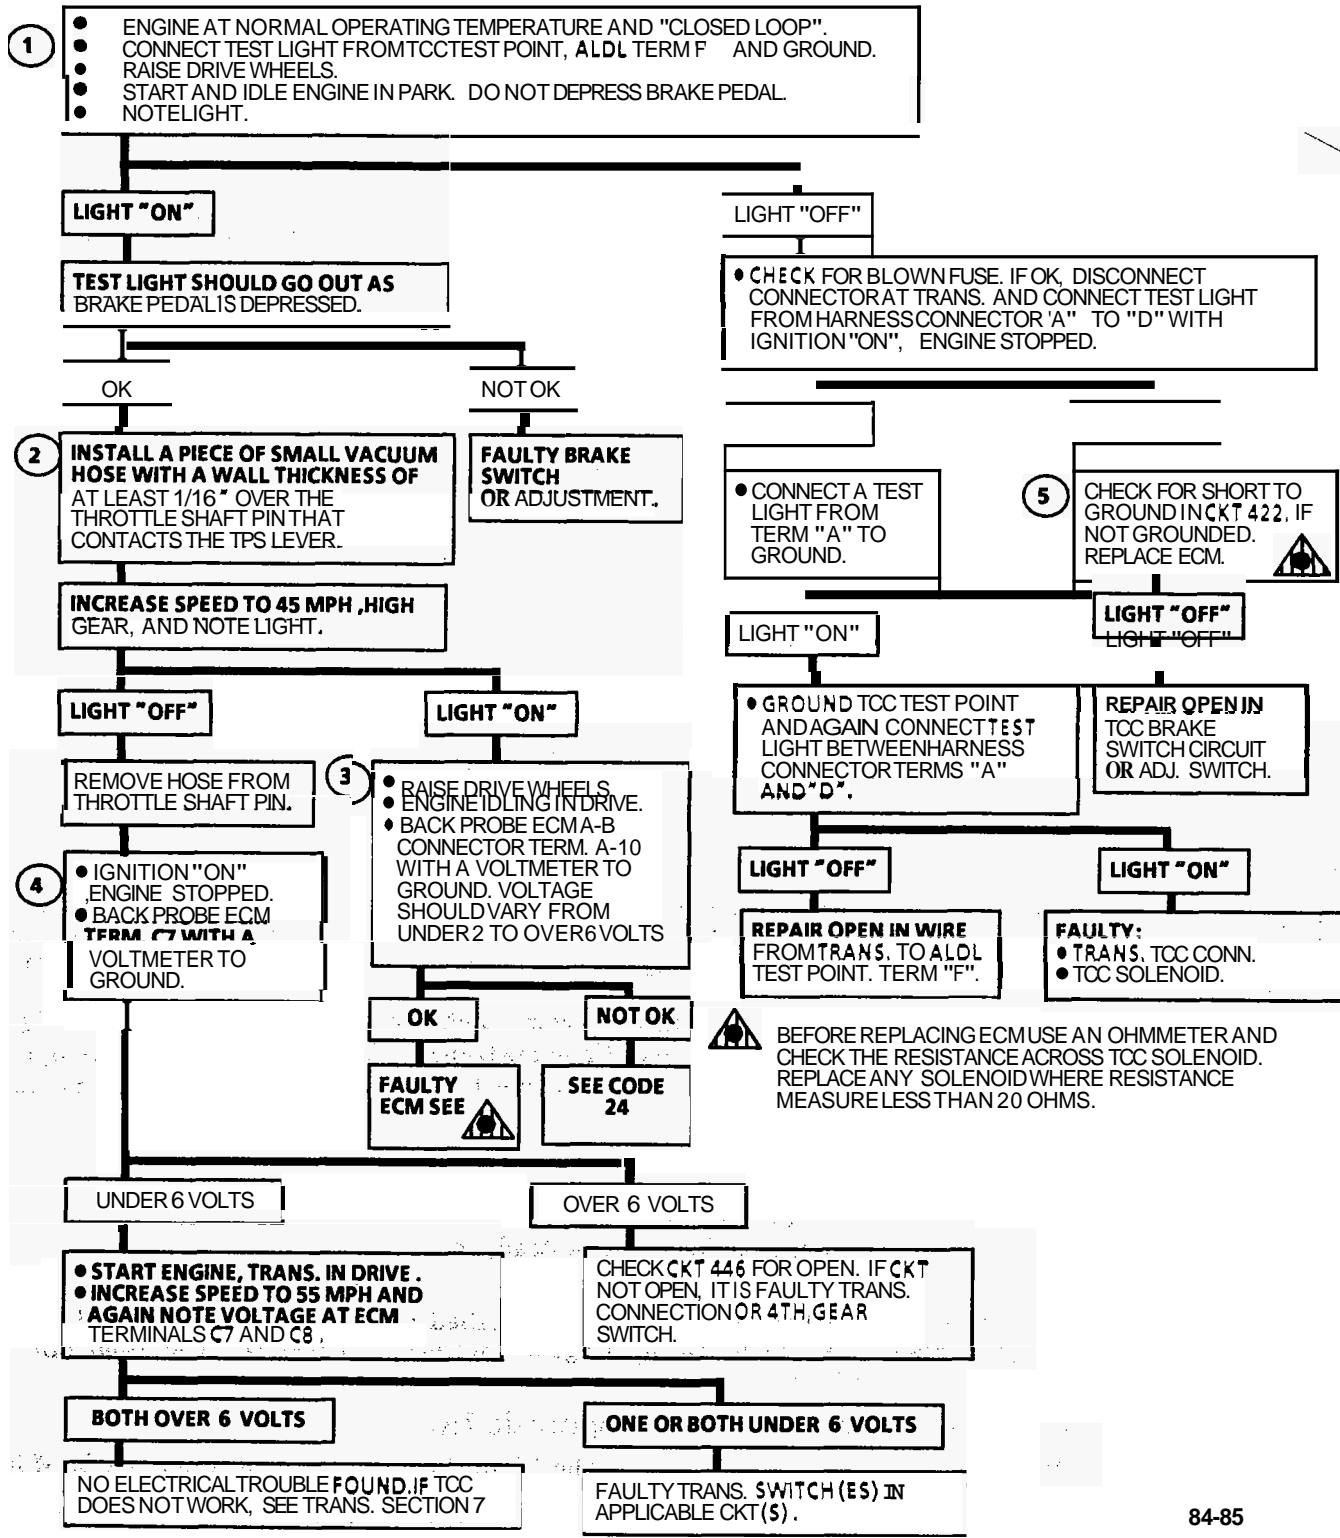 1
● ENGINE AT NORMAL OPERATING TEMPERATURE AND "CLOSED LOOP".
● CONNECT TEST LIGHT FROM TCC TEST POINT, ALDL TERM F AND GROUND.
● RAISE DRIVE WHEELS.
● START AND IDLE ENGINE IN PARK. DO NOT DEPRESS BRAKE PEDAL.
● NOTE LIGHT.
LIGHT "ON"
TEST LIGHT SHOULD GO OUT AS
BRAKE PEDAL IS DEPRESSED.
OK
NOT OK
2
INSTALL A PIECE OF SMALL VACUUM
HOSE WITH A WALL THICKNESS OF
AT LEAST 1/16" OVER THE
THROTTLE SHAFT PIN THAT
CONTACTS THE TPS LEVER.
FAULTY BRAKE
SWITCH
OR ADJUSTMENT.
INCREASE SPEED TO 45 MPH ,HIGH
GEAR, AND NOTE LIGHT.
LIGHT "OFF"
LIGHT "ON"
REMOVE HOSE FROM
THROTTLE SHAFT PIN.
3
● RAISE DRIVE WHEELS
● ENGINE IDLING IN DRIVE.
● BACK PROBE ECM A-B
CONNECTOR TERM. A-10
WITH A VOLTMETER TO
GROUND. VOLTAGE
SHOULD VARY FROM
UNDER 2 TO OVER 6 VOLTS
4
● IGNITION "ON"
,ENGINE STOPPED.
● BACK PROBE ECM
TERM. C7 WITH A
VOLTMETER TO
GROUND.
OK
NOT OK
FAULTY
ECM SEE
SEE CODE
24
LIGHT "OFF"
● CHECK FOR BLOWN FUSE. IF OK, DISCONNECT
CONNECTOR AT TRANS. AND CONNECT TEST LIGHT
FROM HARNESS CONNECTOR 'A" TO "D" WITH
IGNITION "ON", ENGINE STOPPED.
● CONNECT A TEST
LIGHT FROM
TERM "A" TO
GROUND.
5
CHECK FOR SHORT TO
GROUND IN CKT 422. IF
NOT GROUNDED.
REPLACE ECM.
LIGHT "ON"
LIGHT "OFF"
LIGHT "OFF"
● GROUND TCC TEST POINT
AND AGAIN CONNECT TEST
LIGHT BETWEEN HARNESS
CONNECTOR TERMS "A"
AND "D".
REPAIR OPEN IN
TCC BRAKE
SWITCH CIRCUIT
OR ADJ. SWITCH.
LIGHT "OFF"
LIGHT "ON"
REPAIR OPEN IN WIRE
FROM TRANS. TO ALDL
TEST POINT. TERM "F".
FAULTY:
● TRANS. TCC CONN.
● TCC SOLENOID.
BEFORE REPLACING ECM USE AN OHMMETER AND
CHECK THE RESISTANCE ACROSS TCC SOLENOID.
REPLACE ANY SOLENOID WHERE RESISTANCE
MEASURE LESS THAN 20 OHMS.
UNDER 6 VOLTS
OVER 6 VOLTS
● START ENGINE, TRANS. IN DRIVE .
● INCREASE SPEED TO 55 MPH AND
AGAIN NOTE VOLTAGE AT ECM
TERMINALS C7 AND C8 .
CHECK CKT 446 FOR OPEN. IF CKT
NOT OPEN, IT IS FAULTY TRANS.
CONNECTION OR 4TH, GEAR
SWITCH.
BOTH OVER 6 VOLTS
ONE OR BOTH UNDER 6 VOLTS
NO ELECTRICAL TROUBLE FOUND.IF TCC
DOES NOT WORK, SEE TRANS. SECTION 7
FAULTY TRANS. SWITCH(ES) IN
APPLICABLE CKT(S).
84-85